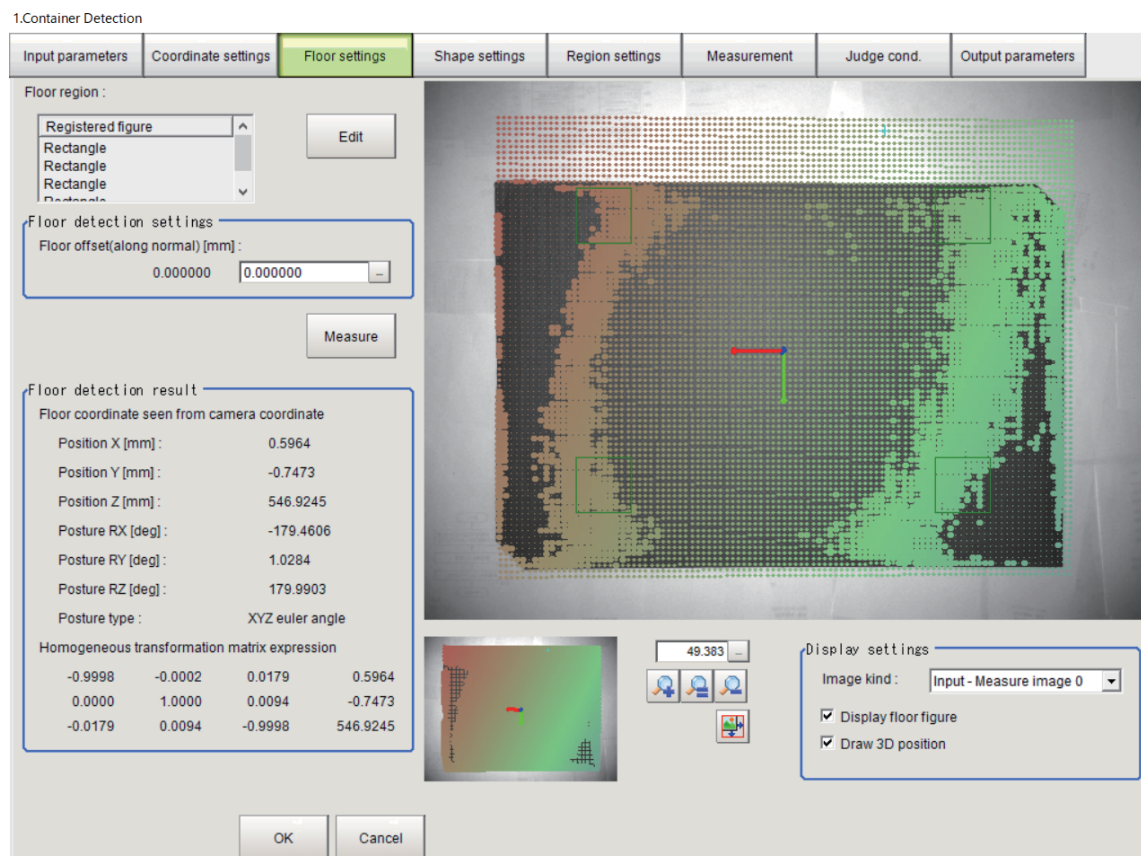 1.Container Detection
Input parameters
Coordinate settings
Floor settings
Shape settings
Region settings
Measurement
Judge cond.
Output parameters
Floor region :
Registered figure
Rectangle
Rectangle
Rectangle
Rectangle
Edit
Floor detection settings
Floor offset(along normal) [mm] :
0.000000 0.000000 ...
Measure
Floor detection result
Floor coordinate seen from camera coordinate
Position X [mm] : 0.5964
Position Y [mm] : -0.7473
Position Z [mm] : 546.9245
Posture RX [deg] : -179.4606
Posture RY [deg] : 1.0284
Posture RZ [deg] : 179.9903
Posture type : XYZ euler angle
Homogeneous transformation matrix expression
-0.9998 -0.0002 0.0179 0.5964
0.0000 1.0000 0.0094 -0.7473
-0.0179 0.0094 -0.9998 546.9245
49.383 ...
Display settings
Image kind : Input - Measure image 0
Display floor figure
Draw 3D position
OK
Cancel